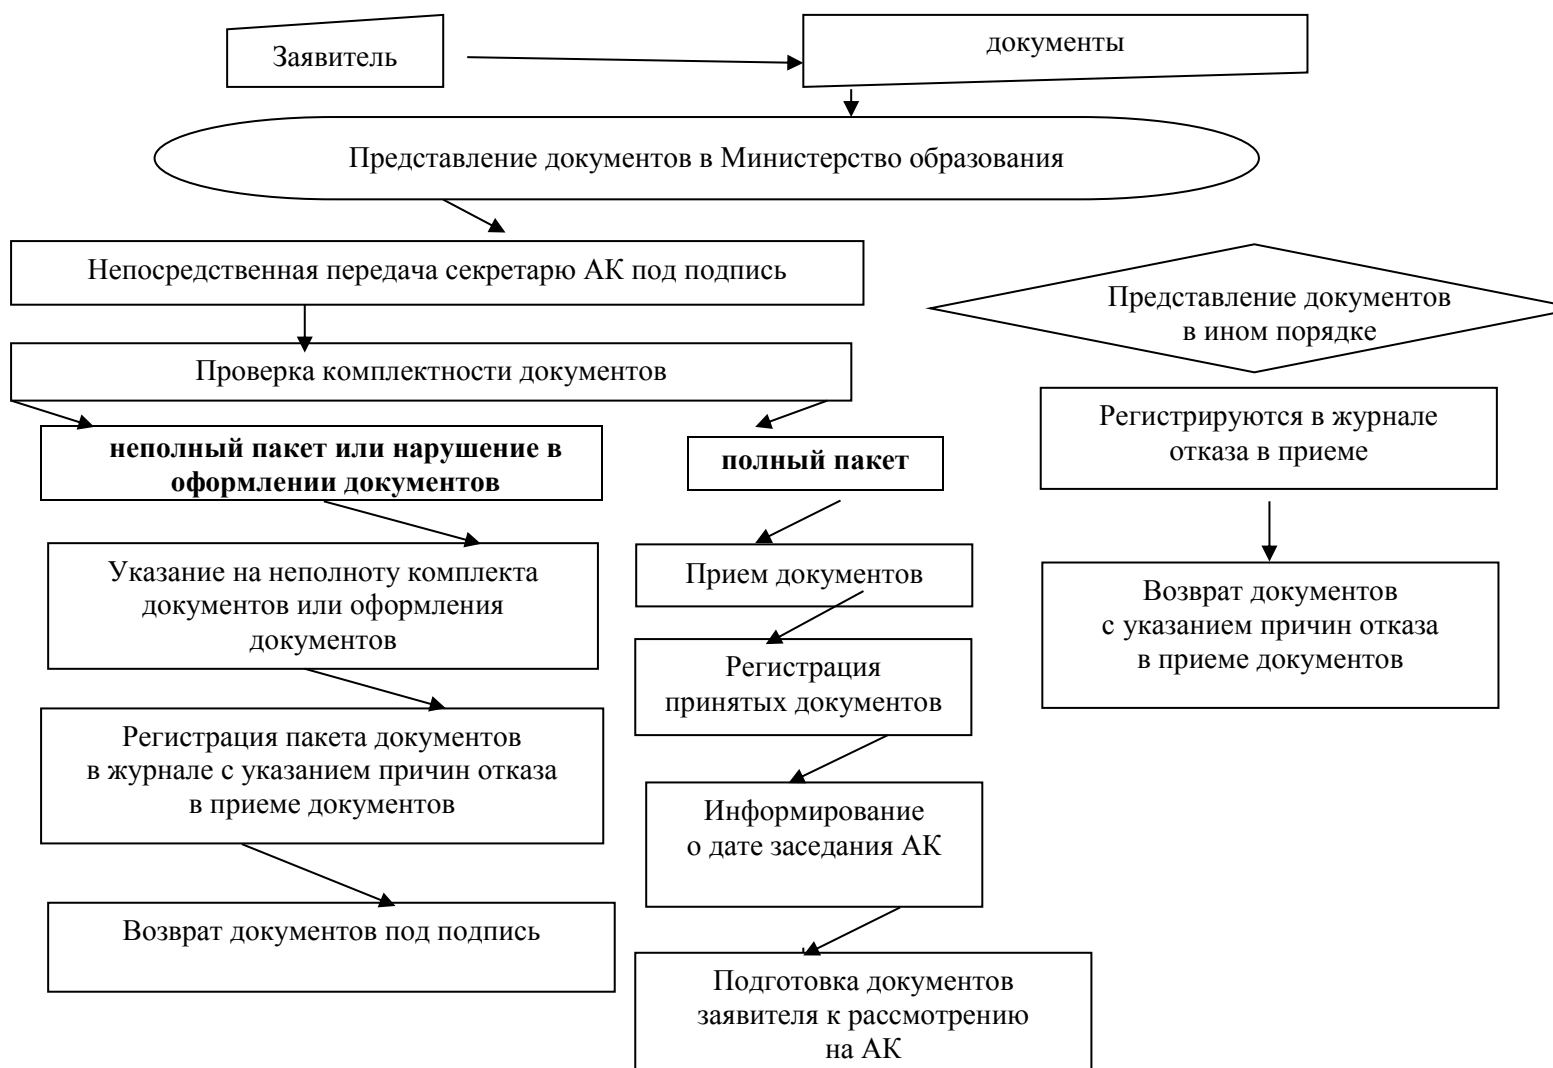 Заявитель
документы
Представление документов в Министерство образования
Непосредственная передача секретарю АК под подпись
Представление документов
в ином порядке
Проверка комплектности документов
неполный пакет или нарушение в
оформлении документов
полный пакет
Регистрируются в журнале
отказа в приеме
Указание на неполноту комплекта
документов или оформления
документов
Прием документов
Возврат документов
с указанием причин отказа
в приеме документов
Регистрация
принятых документов
Регистрация пакета документов
в журнале с указанием причин отказа
в приеме документов
Информирование
о дате заседания АК
Возврат документов под подпись
Подготовка документов
заявителя к рассмотрению
на АК